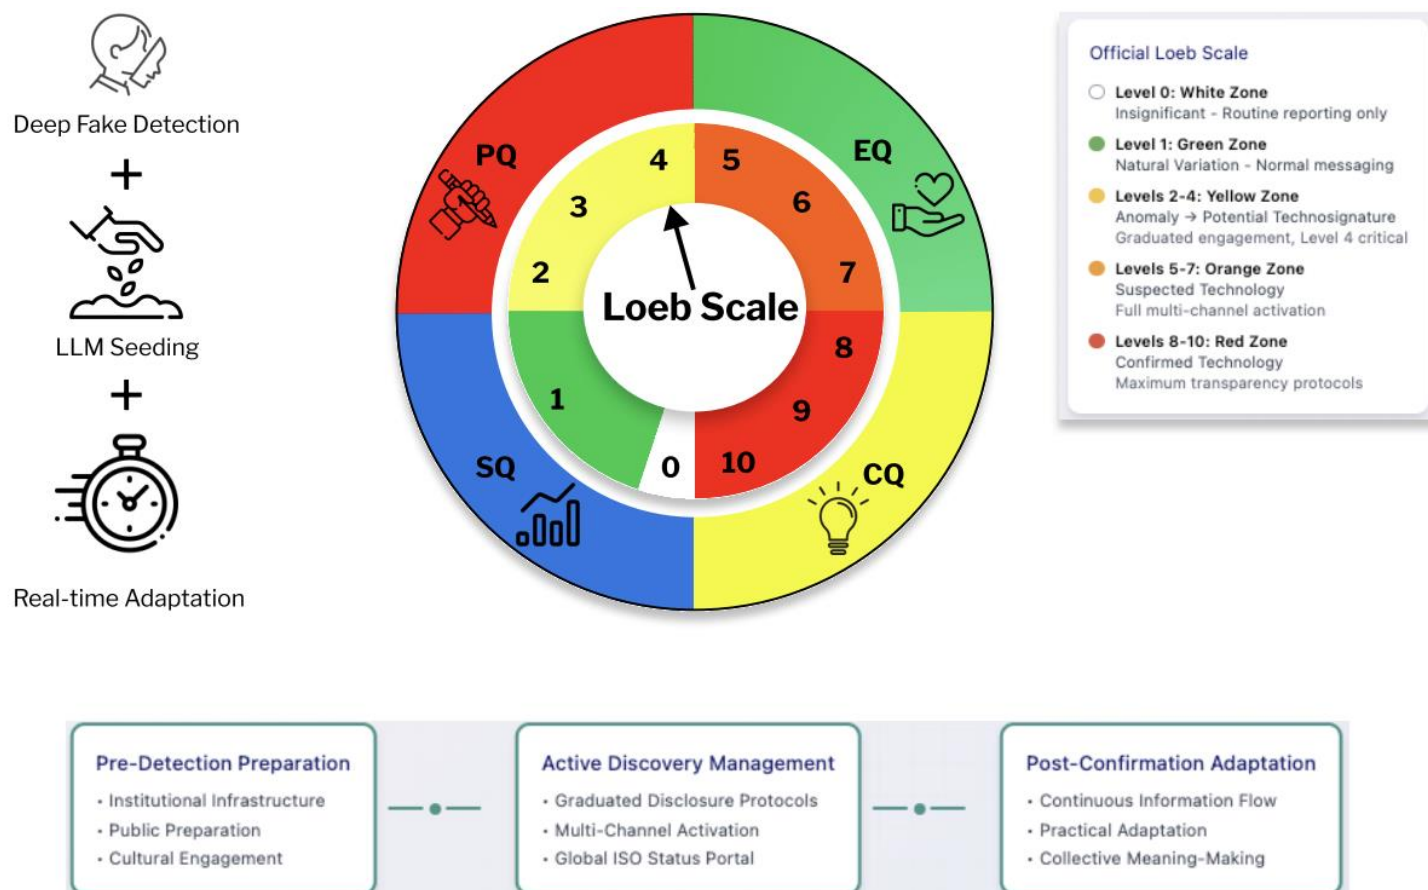 Deep Fake Detection
+
LLM Seeding
+
Real-time Adaptation
PQ
EQ
SQ
CQ
4
5
3
6
2
7
Loeb Scale
8
1
9
0
10
Official Loeb Scale
Level 0: White Zone
Insignificant - Routine reporting only
Level 1: Green Zone
Natural Variation - Normal messaging
Levels 2-4: Yellow Zone
Anomaly → Potential Technosignature
Graduated engagement, Level 4 critical
Levels 5-7: Orange Zone
Suspected Technology
Full multi-channel activation
Levels 8-10: Red Zone
Confirmed Technology
Maximum transparency protocols
Pre-Detection Preparation
• Institutional Infrastructure
• Public Preparation
• Cultural Engagement
Active Discovery Management
• Graduated Disclosure Protocols
• Multi-Channel Activation
• Global ISO Status Portal
Post-Confirmation Adaptation
• Continuous Information Flow
• Practical Adaptation
• Collective Meaning-Making